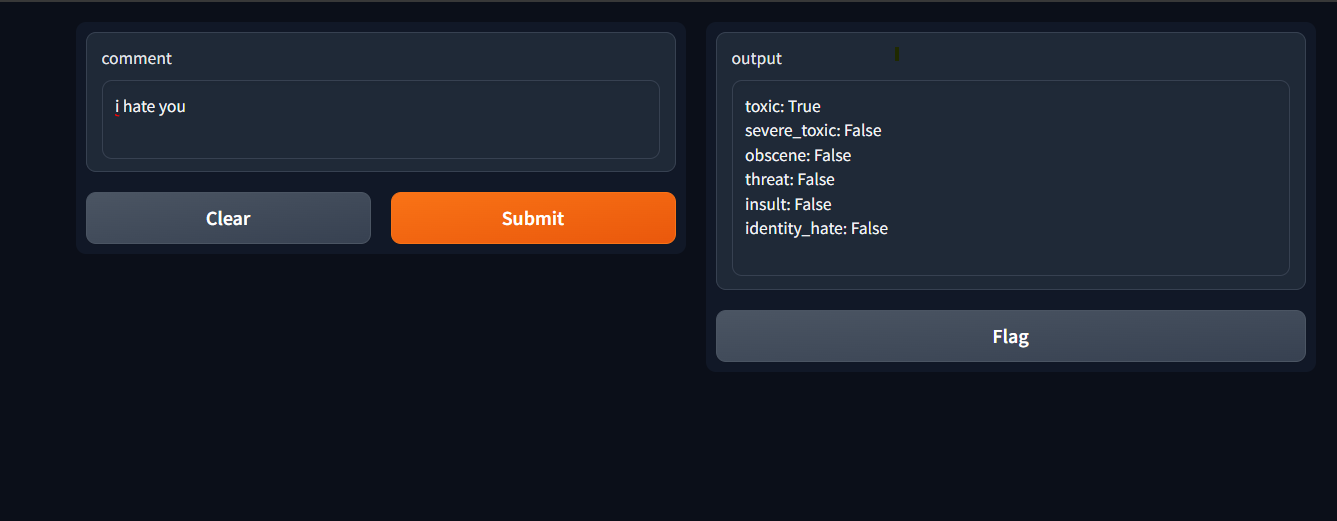 comment
i hate you
Clear
Submit
output
toxic: True
severe_toxic: False
obscene: False
threat: False
insult: False
identity_hate: False
Flag